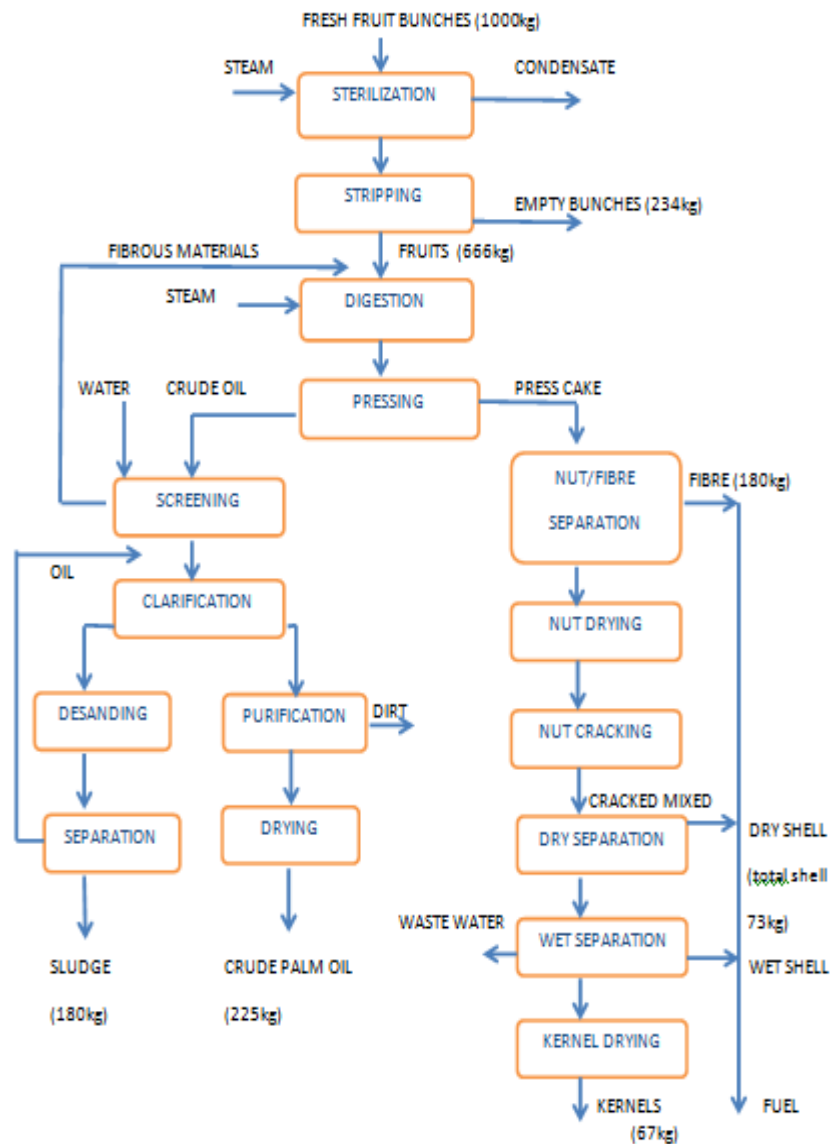 FRESH FRUIT BUNCHES (1000kg)
STEAM
CONDENSATE
STERILIZATION
STRIPPING
EMPTY BUNCHES (234kg)
FIBROUS MATERIALS
FRUITS (666kg)
STEAM
DIGESTION
WATER
CRUDE OIL
PRESSING
PRESS CAKE
SCREENING
NUT/FIBRE
SEPARATION
FIBRE (180kg)
OIL
CLARIFICATION
NUT DRYING
DESANDING
PURIFICATION
DIRT
NUT CRACKING
CRACKED MIXED
SEPARATION
DRYING
DRY SEPARATION
DRY SHELL
(total shell
73kg)
WASTE WATER
WET SEPARATION
WET SHELL
SLUDGE
(180kg)
CRUDE PALM OIL
(225kg)
KERNEL DRYING
KERNELS
(67kg)
FUEL